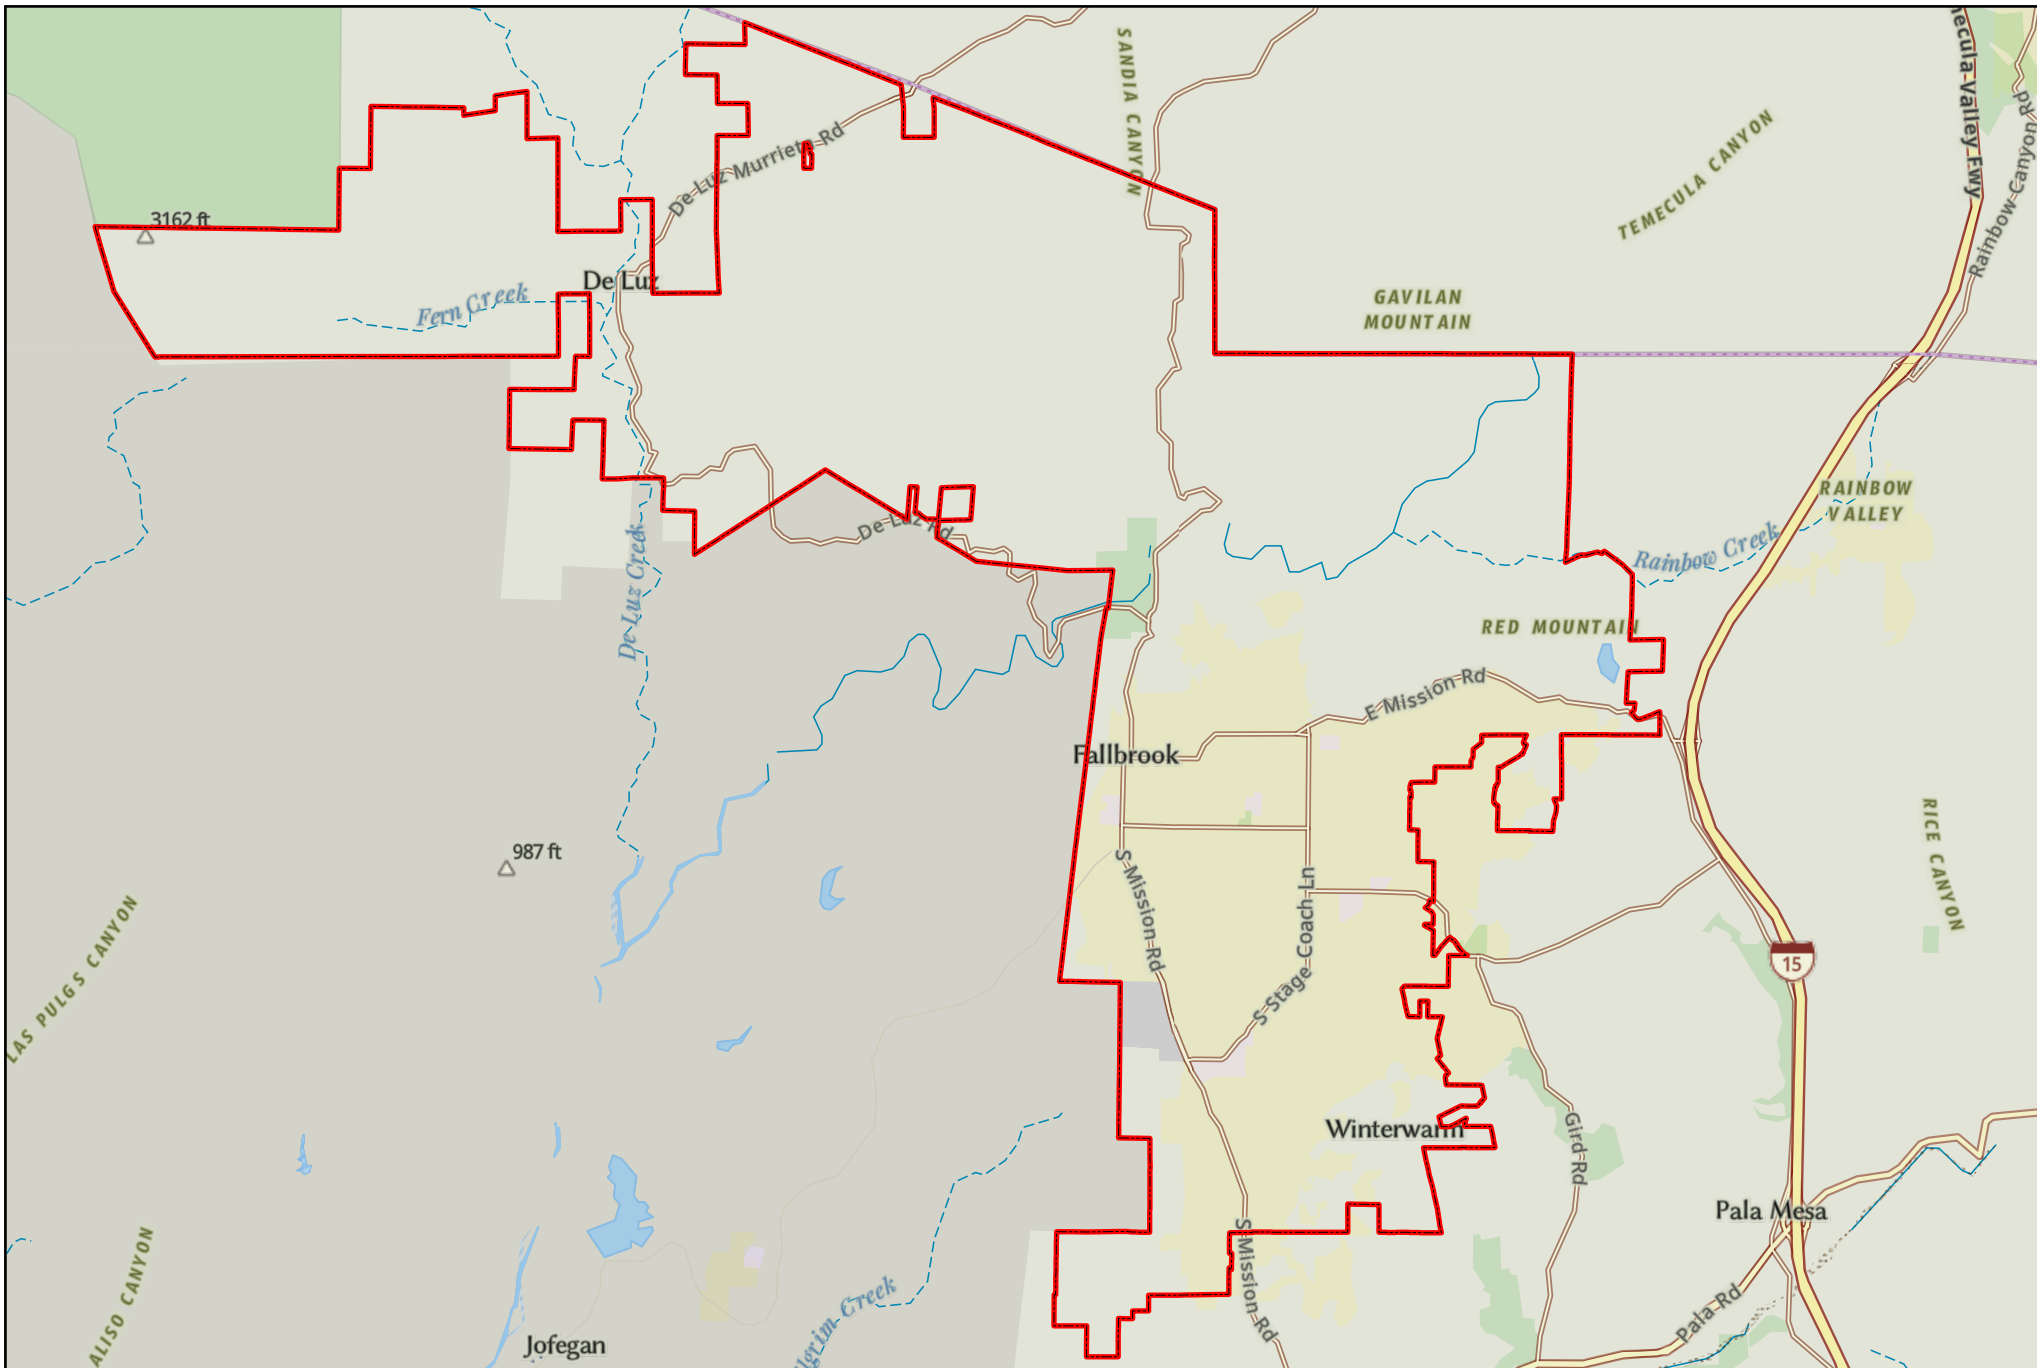 SANDIA CANYON
ecula Valley Fwy
Rainbow Canyon Rd
TEMECULA CANYON
De Luz Murrieta Rd
3162 ft
De Luz
Fern Creek
GAVILAN
MOUNTAIN
RAINBOW
VALLEY
De Luz Rd
Rainbow Creek
De Luz Creek
RED MOUNTAIN
E Mission Rd
Fallbrook
987 ft
S Mission Rd
S Stage Coach Ln
RICE CANYON
LAS PULGS CANYON
15
Winterwarm
Gird Rd
Pala Mesa
S Mission Rd
ALISO CANYON
lgrim Creek
Pala Rd
Jofegan